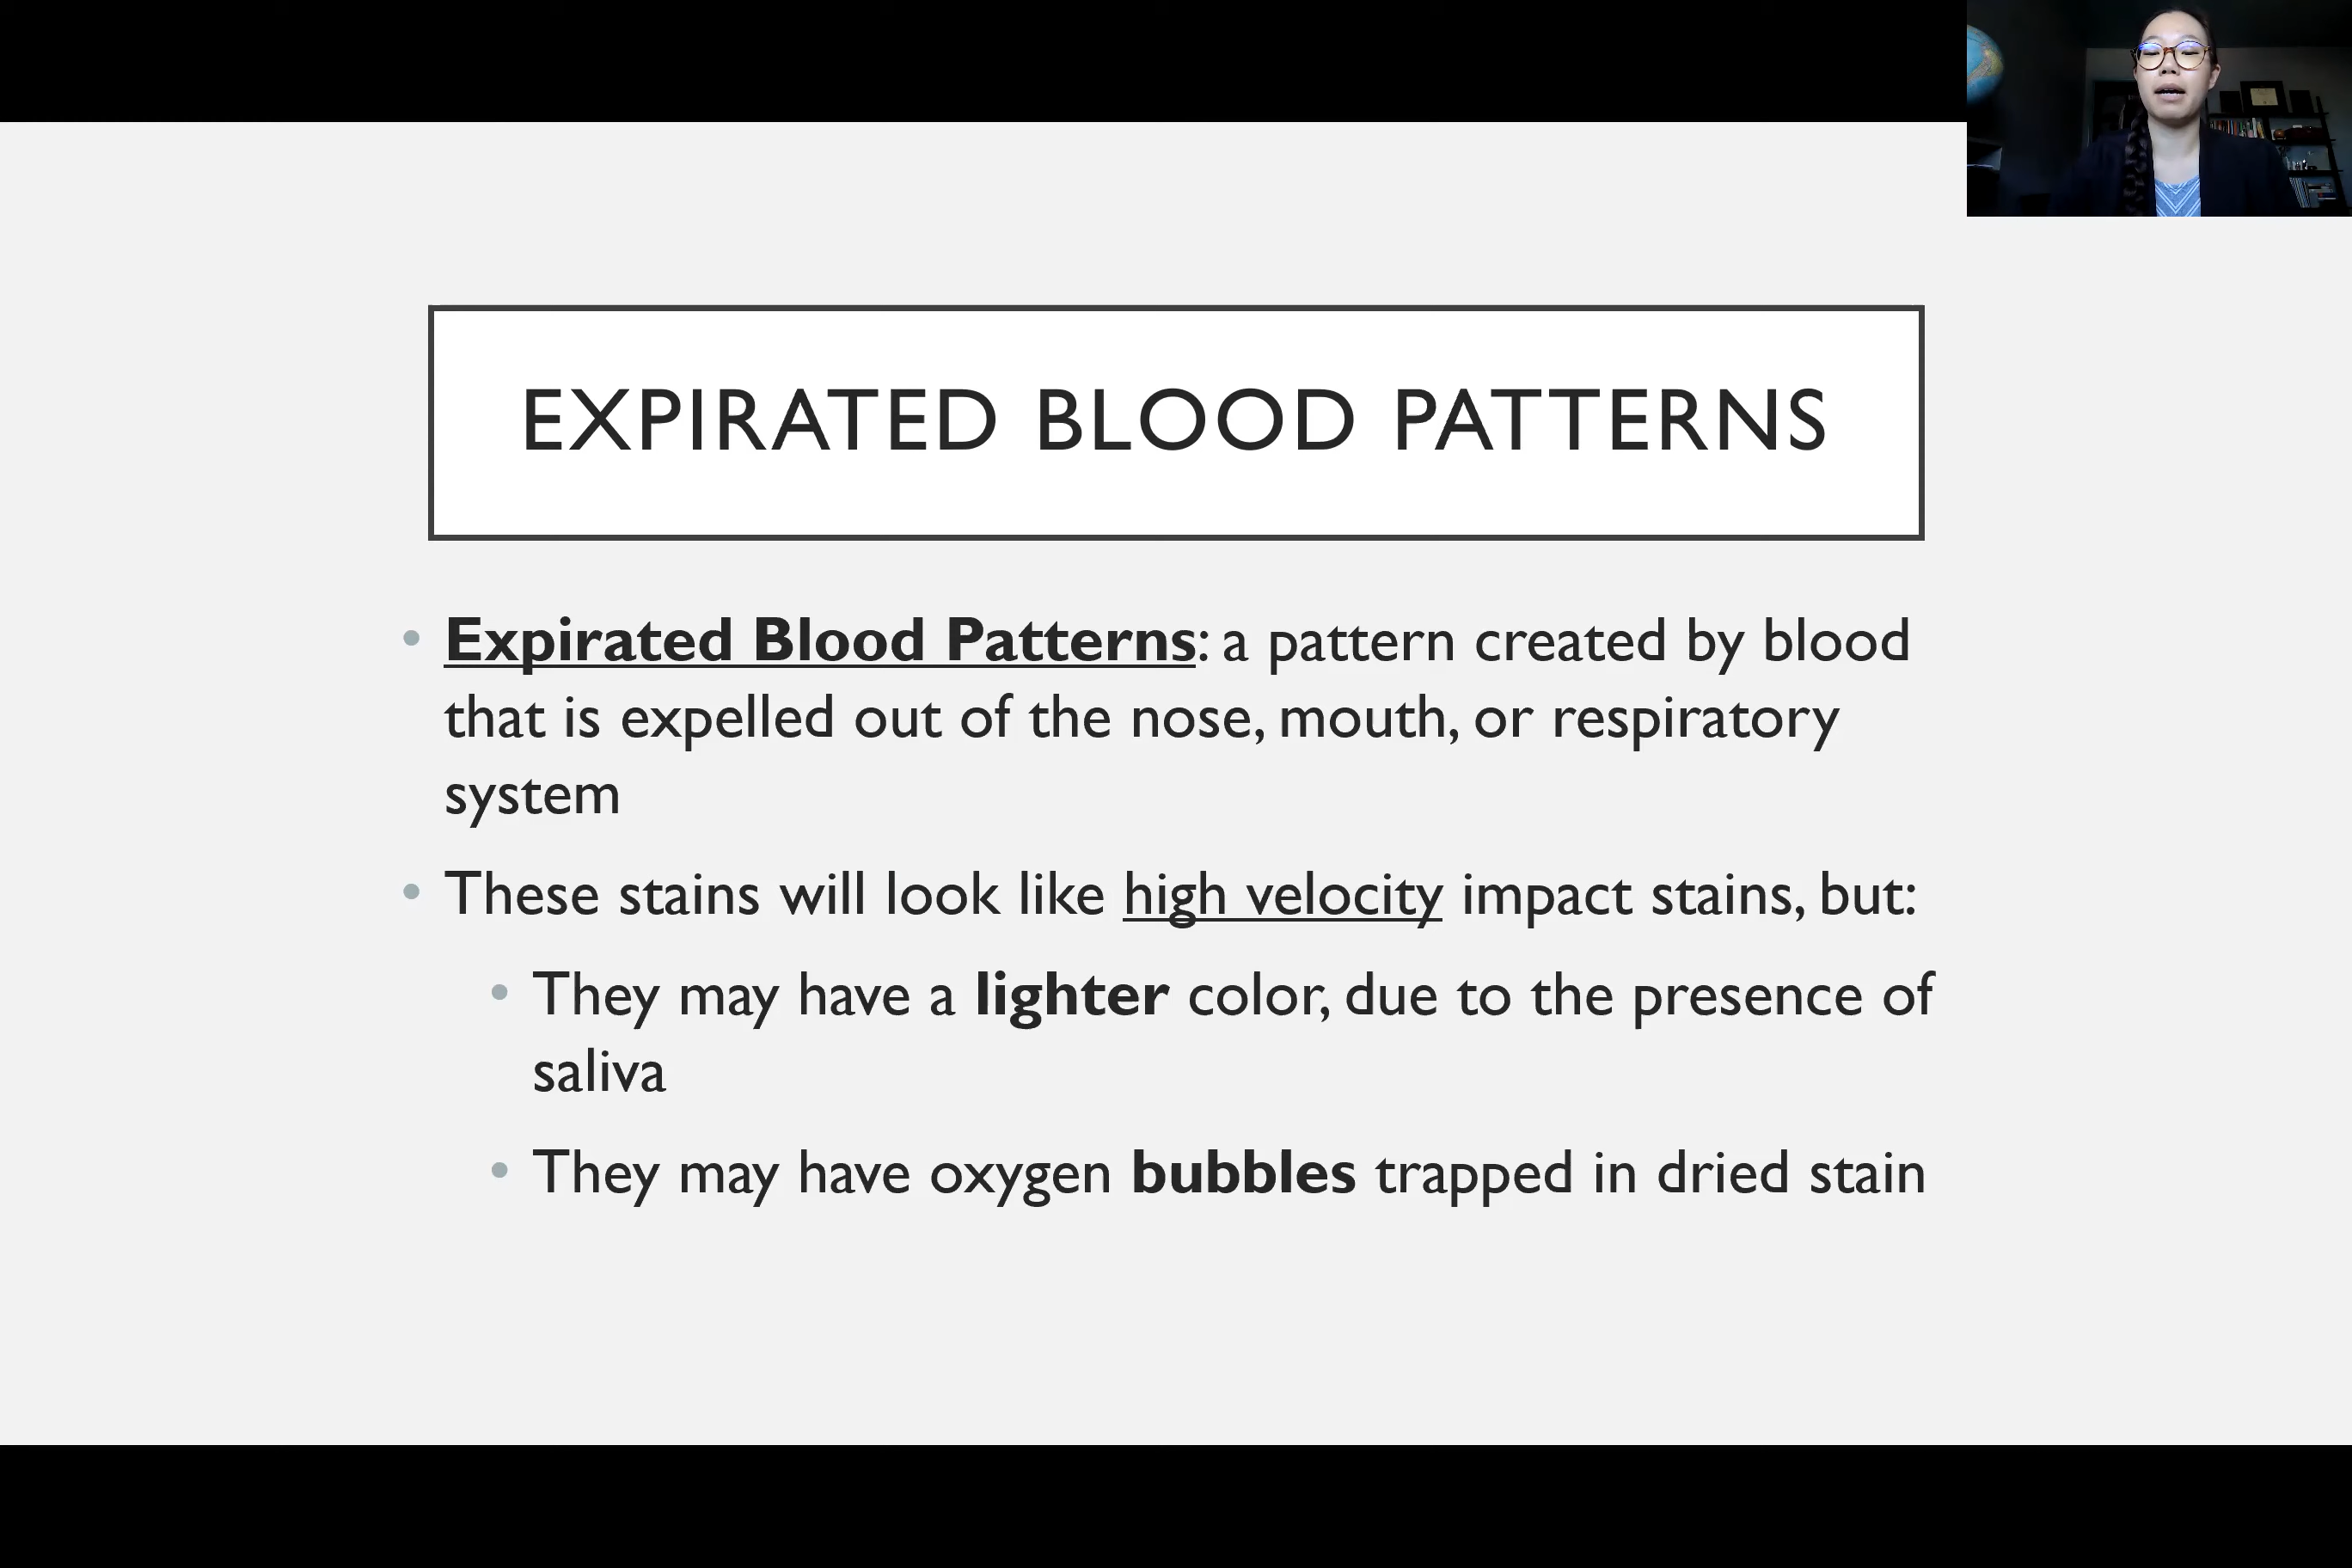 EXPIRATED BLOOD PATTERNS
• Expirated Blood Patterns: a pattern created by blood
that is expelled out of the nose, mouth, or respiratory
system
• These stains will look like high velocity impact stains, but:
• They may have a lighter color, due to the presence of
saliva
• They may have oxygen bubbles trapped in dried stain